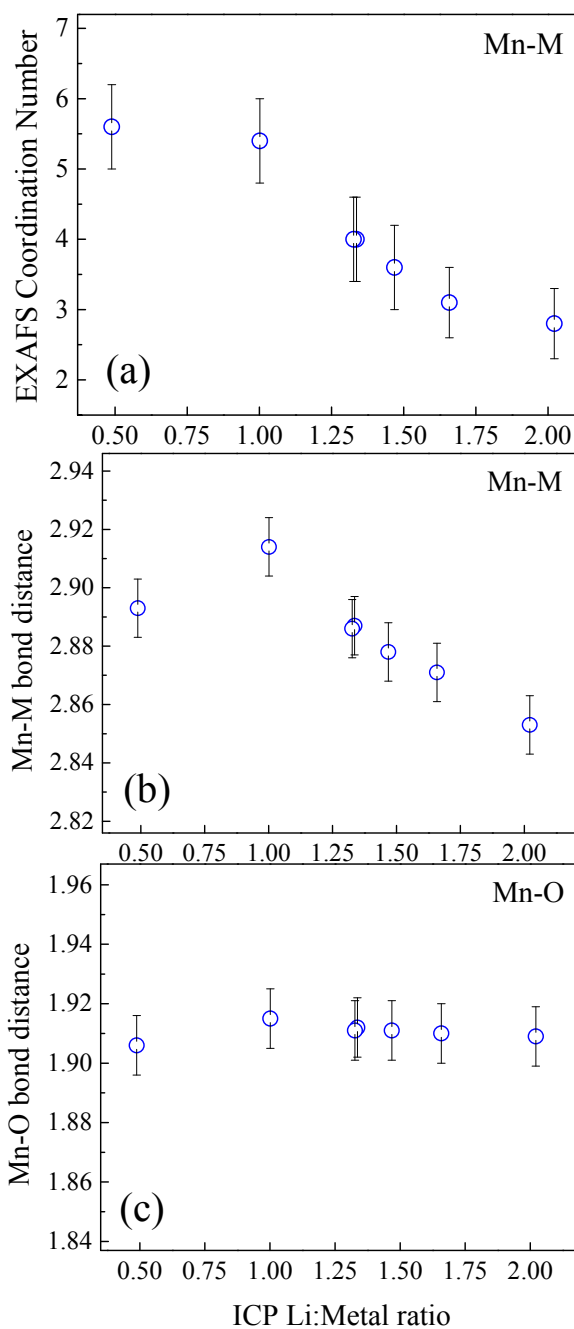 7
6
5
4
3
2
EXAFS Coordination Number
Mn-M
(a)
0.50 0.75 1.00 1.25 1.50 1.75 2.00
2.94
2.92
2.90
2.88
2.86
2.84
2.82
Mn-M bond distance
Mn-M
(b)
0.50 0.75 1.00 1.25 1.50 1.75 2.00
1.96
1.94
1.92
1.90
1.88
1.86
1.84
Mn-O bond distance
Mn-O
(c)
0.50 0.75 1.00 1.25 1.50 1.75 2.00
ICP Li:Metal ratio